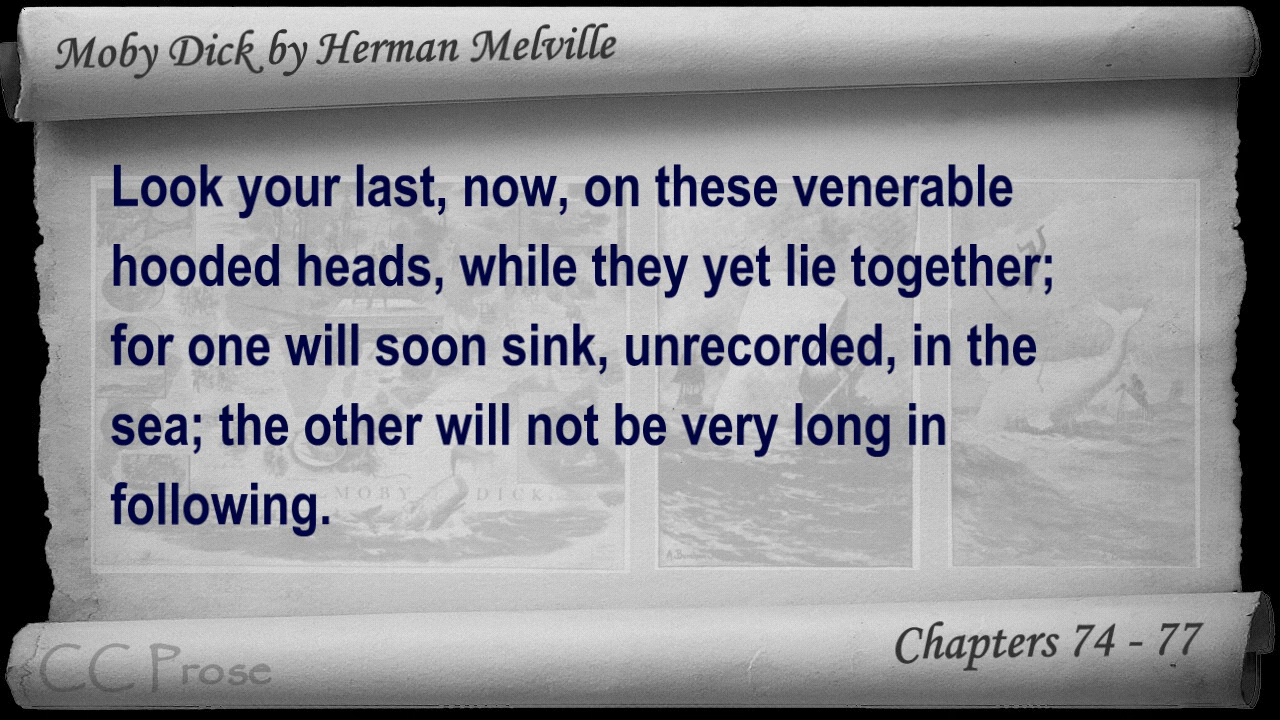 Moby Dick by Herman Melville
Look your last, now, on these venerable
hooded heads, while they yet lie together;
for one will soon sink, unrecorded, in the
sea; the other will not be very long in
following.
MOBY DICK
Chapters 74 - 77
CC Prose